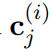 . c_j^{(i)}